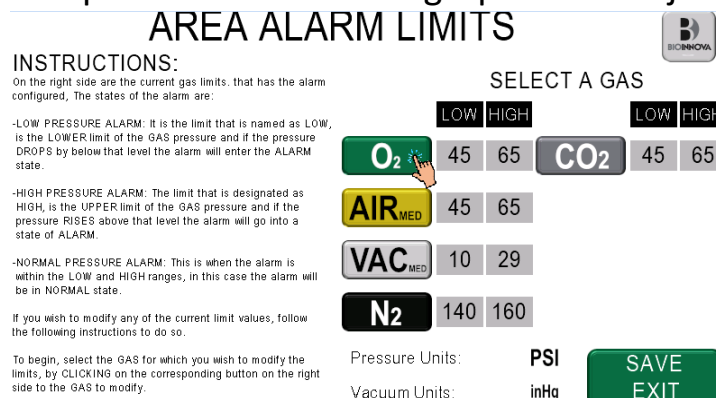 AREA ALARM LIMITS
BIOINNOVA
INSTRUCTIONS:
On the right side are the current gas limits. that has the alarm
configured, The states of the alarm are:
-LOW PRESSURE ALARM: It is the limit that is named as LOW,
is the LOWER limit of the GAS pressure and if the pressure
DROPS by below that level the alarm will enter the ALARM
state.
-HIGH PRESSURE ALARM: The limit that is designated as
HIGH, is the UPPER limit of the GAS pressure and if the
pressure RISES above that level the alarm will go into a
state of ALARM.
-NORMAL PRESSURE ALARM: This is when the alarm is
within the LOW and HIGH ranges, in this case the alarm will
be in NORMAL state.
If you wish to modify any of the current limit values, follow
the following instructions to do so.
To begin, select the GAS for which you wish to modify the
limits, by CLICKING on the corresponding button on the right
side to the GAS to modify.
SELECT A GAS
LOW HIGH LOW HIGH
O2 45 65 CO2 45 65
AIR MED 45 65
VAC MED 10 29
N2 140 160
Pressure Units: PSI
Vacuum Units: inHg
SAVE
EXIT